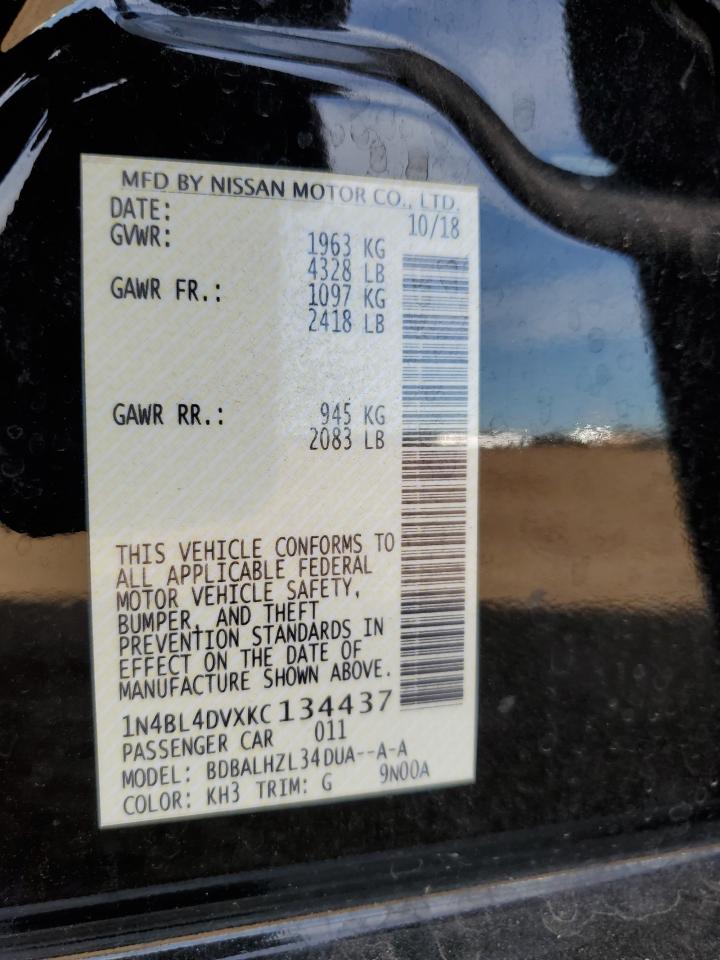 MFD BY NISSAN MOTOR CO., LTD.
DATE: 10/18
GVWR: 1963 KG
4328 LB
GAWR FR.: 1097 KG
2418 LB
GAWR RR.: 945 KG
2083 LB
THIS VEHICLE CONFORMS TO
ALL APPLICABLE FEDERAL
MOTOR VEHICLE SAFETY,
BUMPER, AND THEFT
PREVENTION STANDARDS IN
EFFECT ON THE DATE OF
MANUFACTURE SHOWN ABOVE.
1N4BL4DVXKC134437
PASSENGER CAR 011
MODEL: BDBALHZL34DUA--A-A
COLOR: KH3 TRIM: G 9N00A